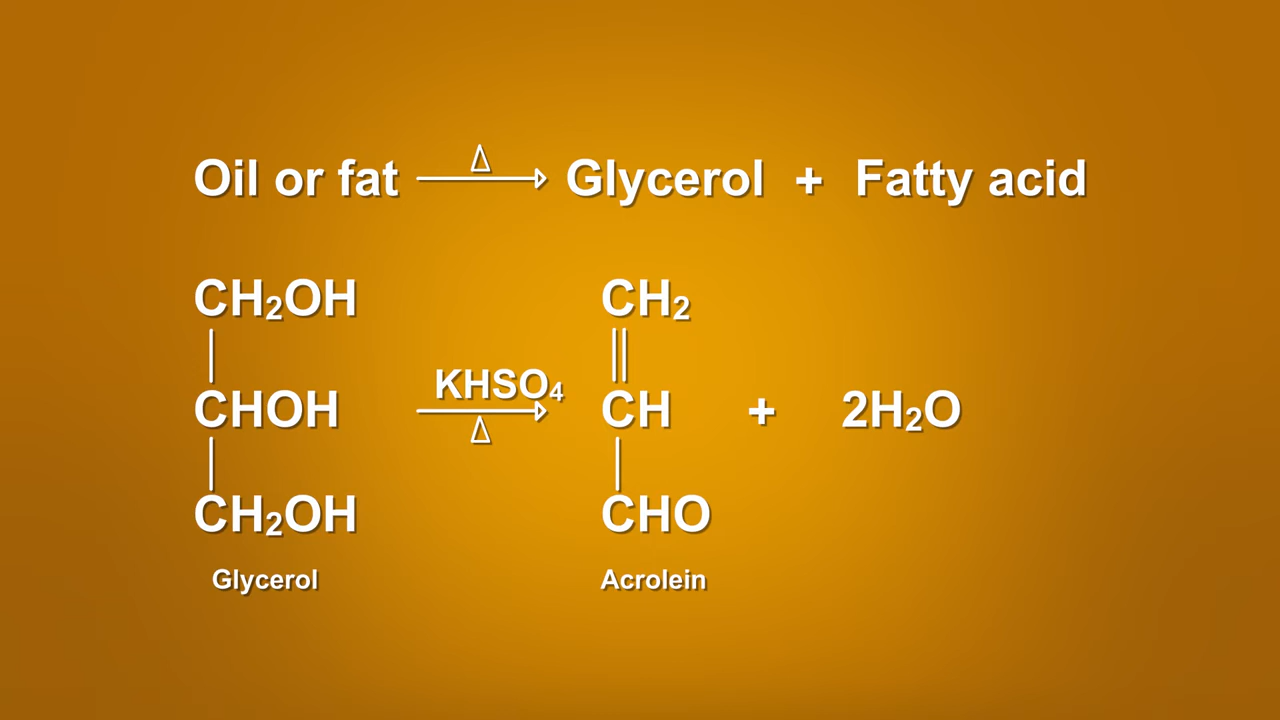 Oil or fat Δ Glycerol + Fatty acid
CH₂OH CH₂
KHSO₄
CHOH CH + 2H₂O
Δ
CH₂OH CHO
Glycerol Acrolein